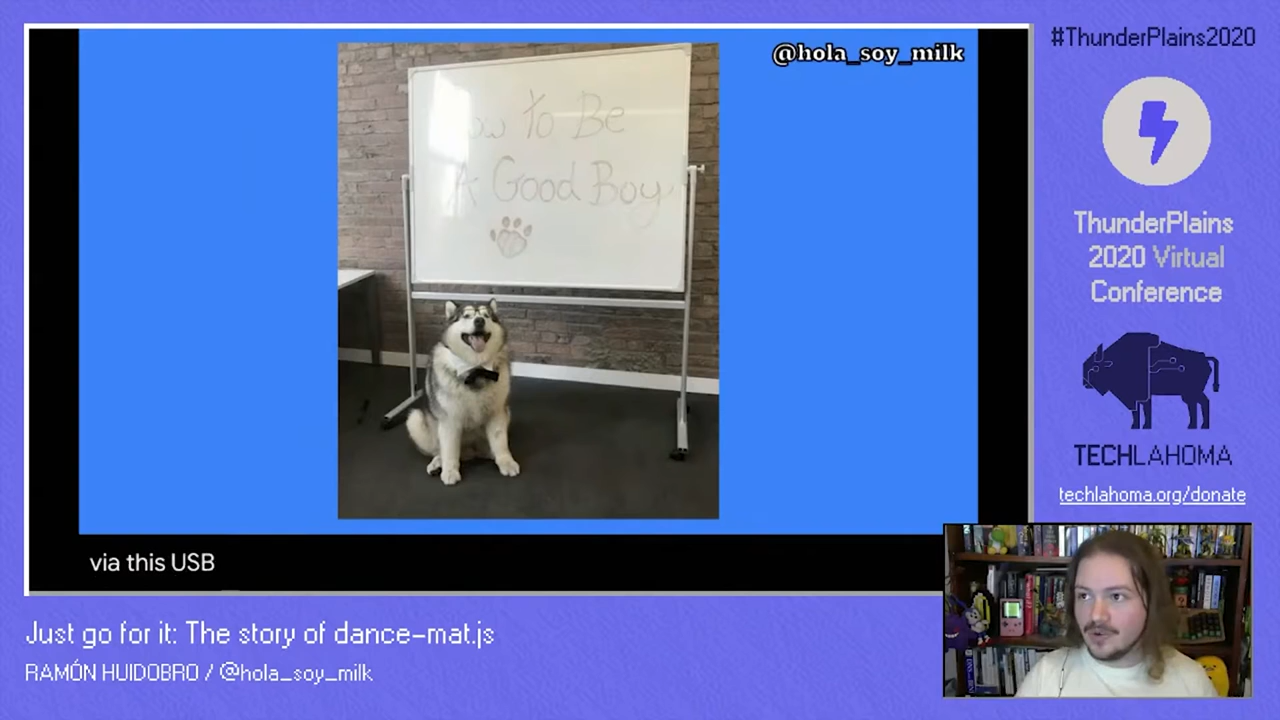 @hola_soy_milk
How To Be
A Good Boy
via this USB
#ThunderPlains2020
ThunderPlains
2020 Virtual
Conference
TECHLAHOMA
techlahoma.org/donate
Just go for it: The story of dance-mat.js
RAMÓN HUIDOBRO / @hola_soy_milk